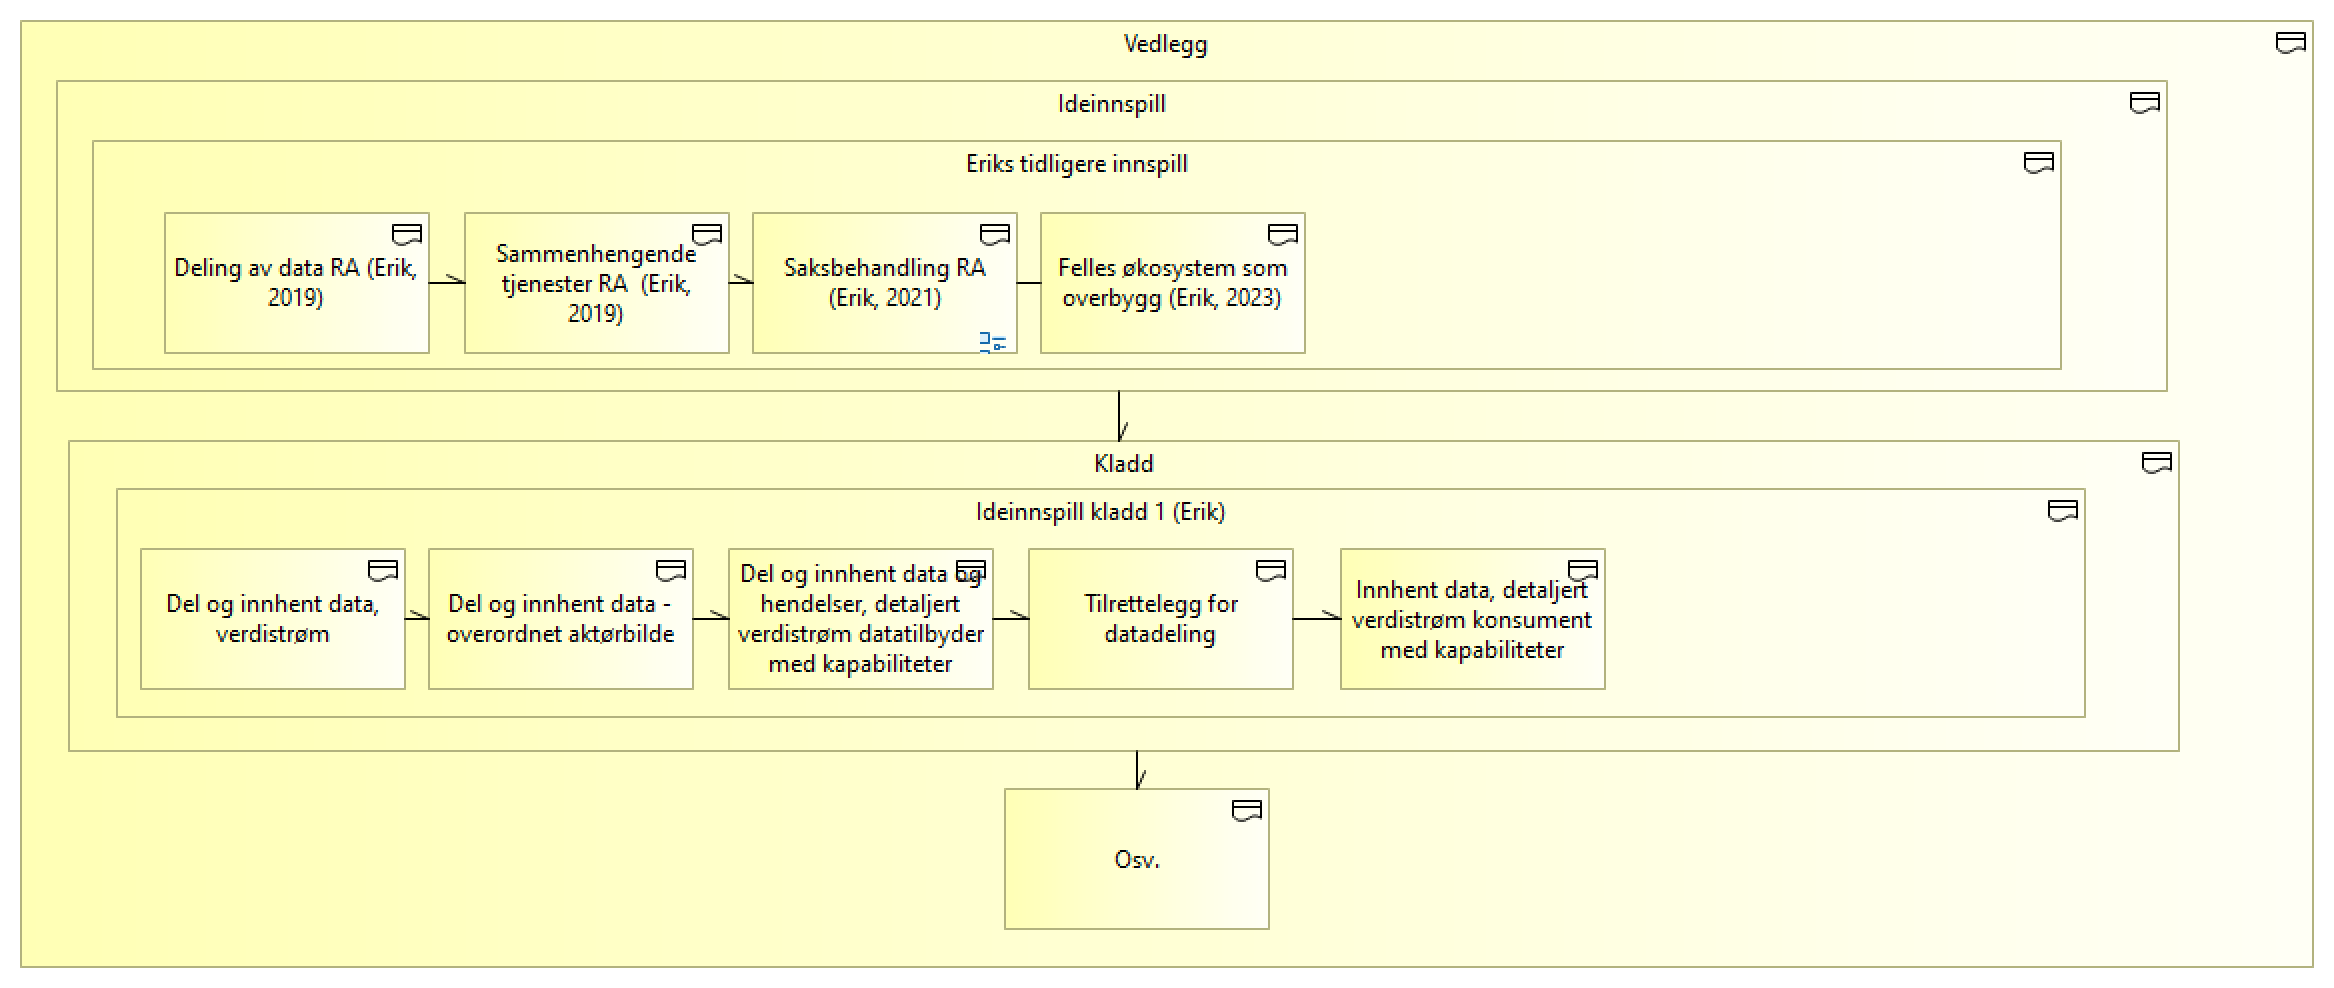 Vedlegg
Ideinnspill
Eriks tidligere innspill
Deling av data RA (Erik,
2019)
Sammenhengende
tjenester RA  (Erik,
2019)
Saksbehandling RA
(Erik, 2021)
Felles økosystem som
overbygg (Erik, 2023)
Kladd
Ideinnspill kladd 1 (Erik)
Del og innhent data,
verdistrøm
Del og innhent data -
overordnet aktørbilde
Del og innhent data og
hendelser, detaljert
verdistrøm datatilbyder
med kapabiliteter
Tilrettelegg for
datadeling
Innhent data, detaljert
verdistrøm konsument
med kapabiliteter
Osv.